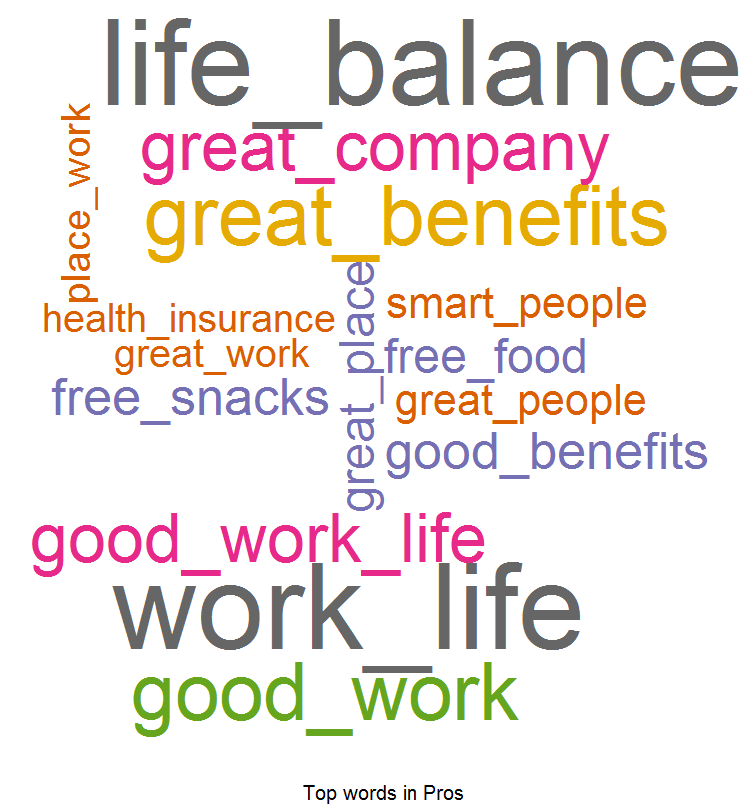 life_balance
great_company
place_work
great_benefits
great_place
smart_people
health_insurance
great_work
free_food
free_snacks
great_people
good_benefits
good_work_life
work_life
good_work
Top words in Pros